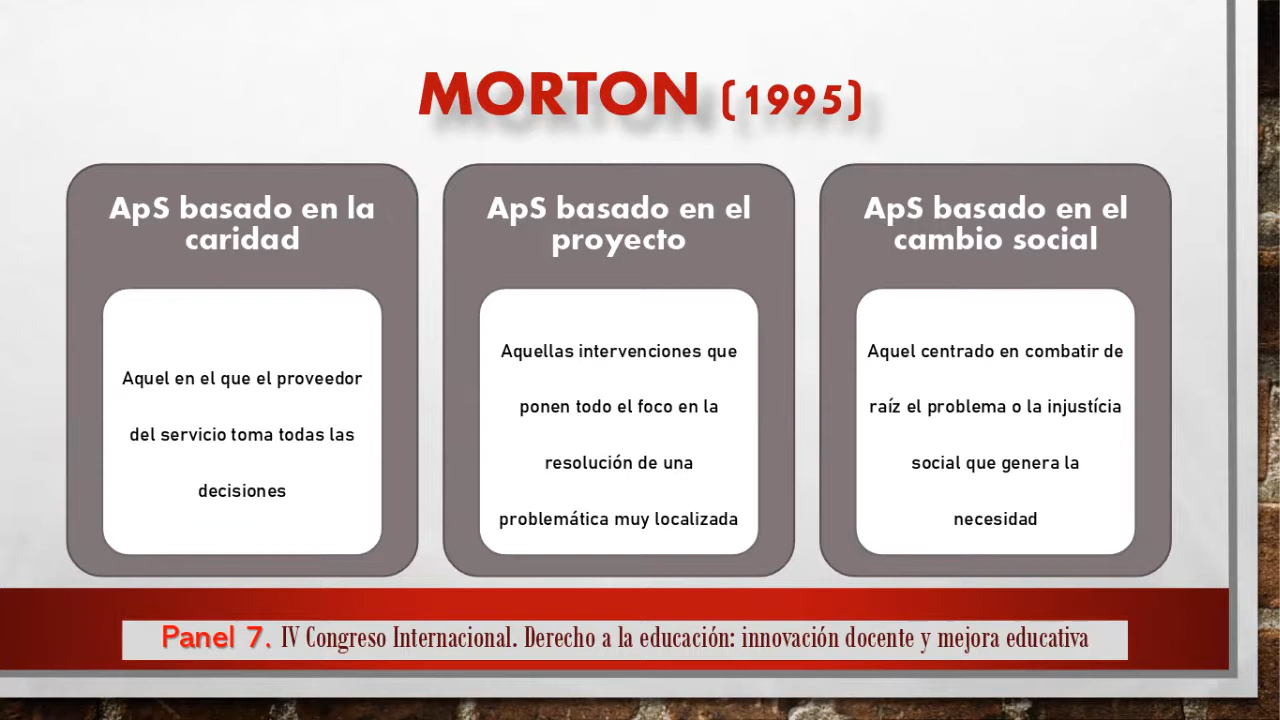 MORTON (1995)
ApS basado en la
caridad
Aquel en el que el proveedor
del servicio toma todas las
decisiones
ApS basado en el
proyecto
Aquellas intervenciones que
ponen todo el foco en la
resolución de una
problemática muy localizada
ApS basado en el
cambio social
Aquel centrado en combatir de
raíz el problema o la injustícia
social que genera la
necesidad
Panel 7. IV Congreso Internacional. Derecho a la educación: innovación docente y mejora educativa